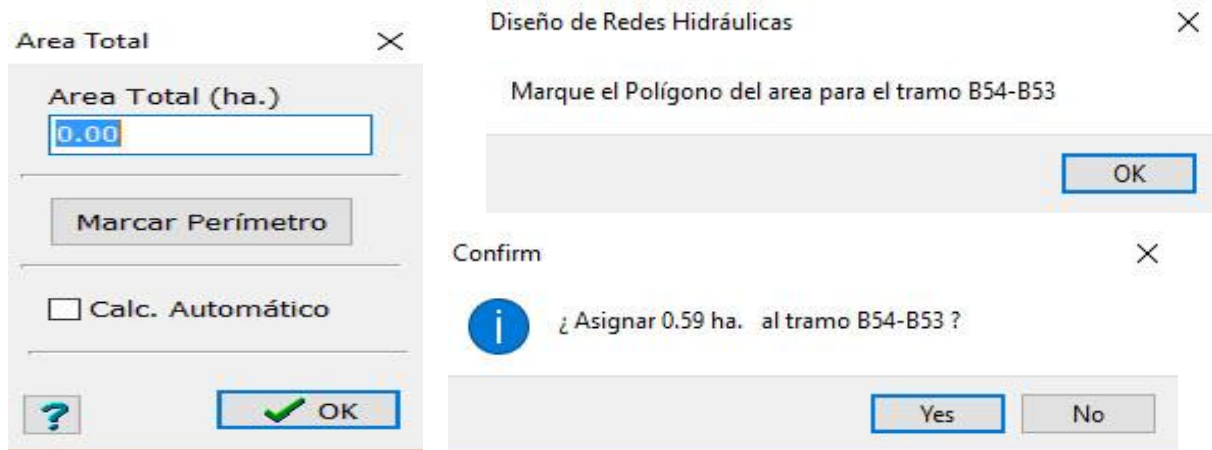 Area Total
Area Total (ha.)
0.00
Marcar Perímetro
Calc. Automático
? OK
Diseño de Redes Hidráulicas
Marque el Polígono del area para el tramo B54-B53
OK
Confirm
¿ Asignar 0.59 ha. al tramo B54-B53 ?
Yes No